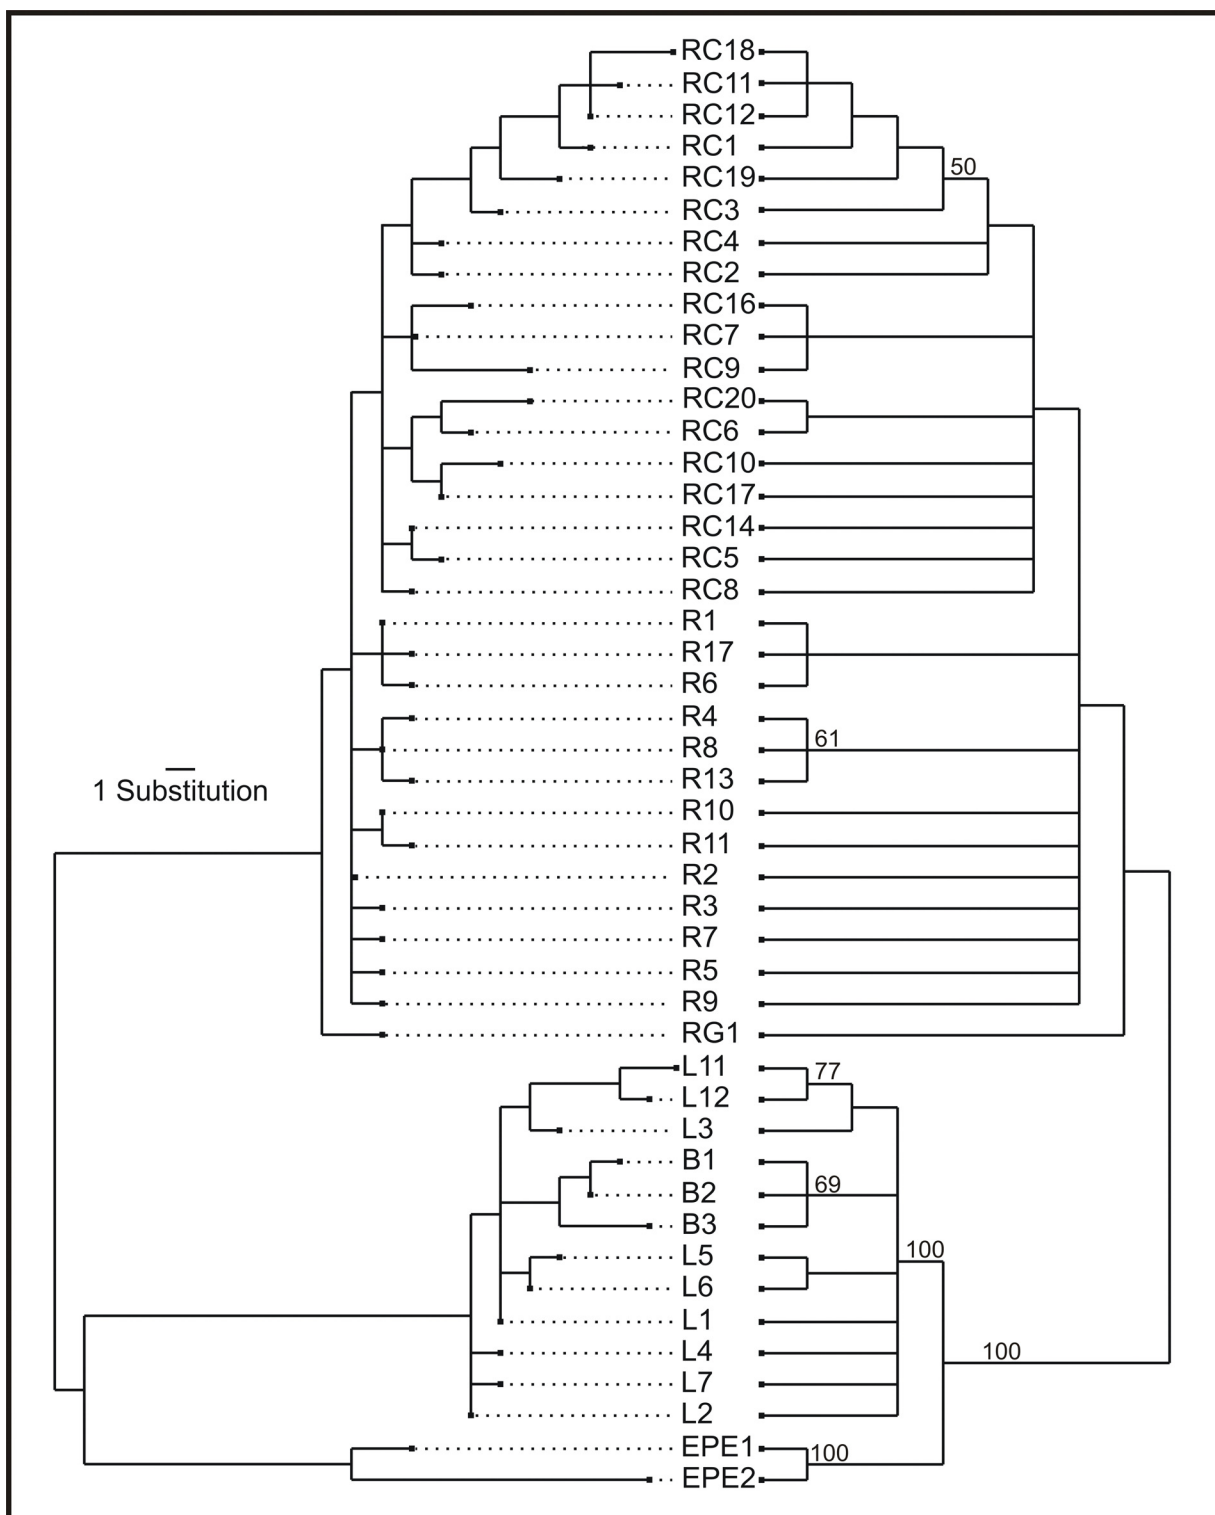 RC18
RC11
RC12
RC1
50
RC19
RC3
RC4
RC2
RC16
RC7
RC9
RC20
RC6
RC10
RC17
RC14
RC5
RC8
R1
R17
R6
R4
61
R8
R13
1 Substitution
R10
R11
R2
R3
R7
R5
R9
RG1
L11
77
L12
L3
B1
69
B2
B3
100
L5
L6
L1
100
L4
L7
L2
EPE1
100
EPE2